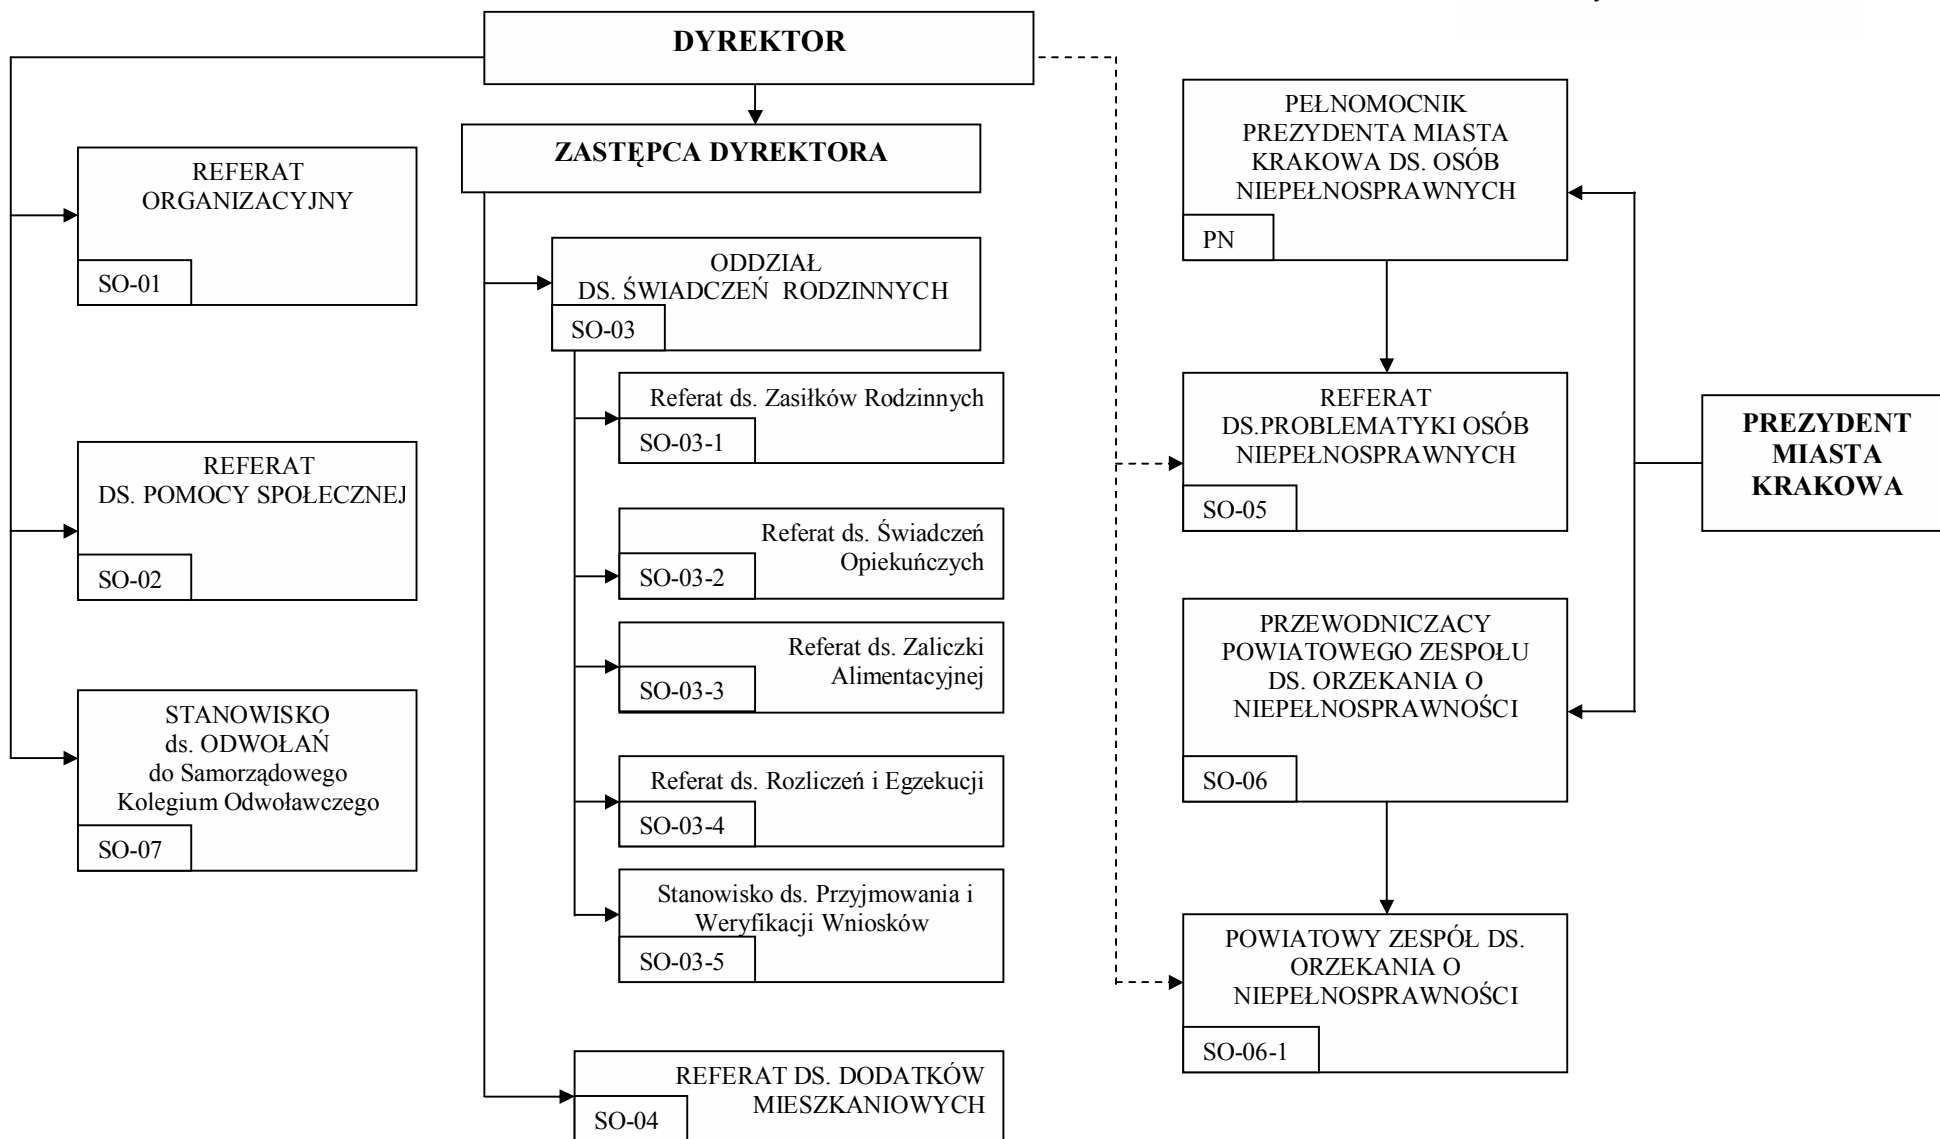 DYREKTOR
ZASTĘPCA DYREKTORA
REFERAT
ORGANIZACYJNY
SO-01
REFERAT
DS. POMOCY SPOŁECZNEJ
SO-02
STANOWISKO
ds. ODWOŁAŃ
do Samorządowego
Kolegium Odwoławczego
SO-07
ODDZIAŁ
DS. ŚWIADCZEŃ RODZINNYCH
SO-03
Referat ds. Zasiłków Rodzinnych
SO-03-1
Referat ds. Świadczeń
Opiekuńczych
SO-03-2
Referat ds. Zaliczki
Alimentacyjnej
SO-03-3
Referat ds. Rozliczeń i Egzekucji
SO-03-4
Stanowisko ds. Przyjmowania i
Weryfikacji Wniosków
SO-03-5
REFERAT DS. DODATKÓW
MIESZKANIOWYCH
SO-04
PEŁNOMOCNIK
PREZYDENTA MIASTA
KRAKOWA DS. OSÓB
NIEPEŁNOSPRAWNYCH
PN
REFERAT
DS.PROBLEMATYKI OSÓB
NIEPEŁNOSPRAWNYCH
SO-05
PRZEWODNICZACY
POWIATOWEGO ZESPOŁU
DS. ORZEKANIA O
NIEPEŁNOSPRAWNOŚCI
SO-06
POWIATOWY ZESPÓŁ DS.
ORZEKANIA O
NIEPEŁNOSPRAWNOŚCI
SO-06-1
PREZYDENT
MIASTA
KRAKOWA